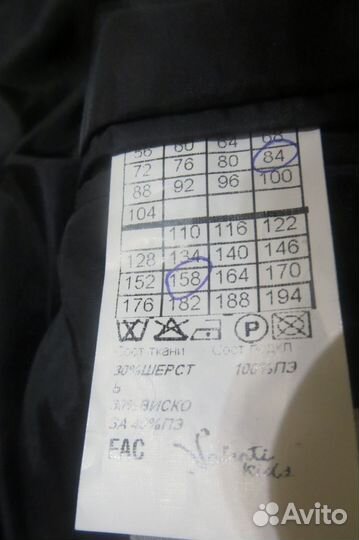 56 60 64 68
72 76 80 84
88 92 96 100
104
110 116 122
128 134 140 146
152 158 164 170
176 182 188 194
P
Сост ткани Сост Подкл
30%ШЕРСТ 100%ПЭ
Ь
30%ВИСКО
ЗА 40%ПЭ
EAC
Kids
Avito